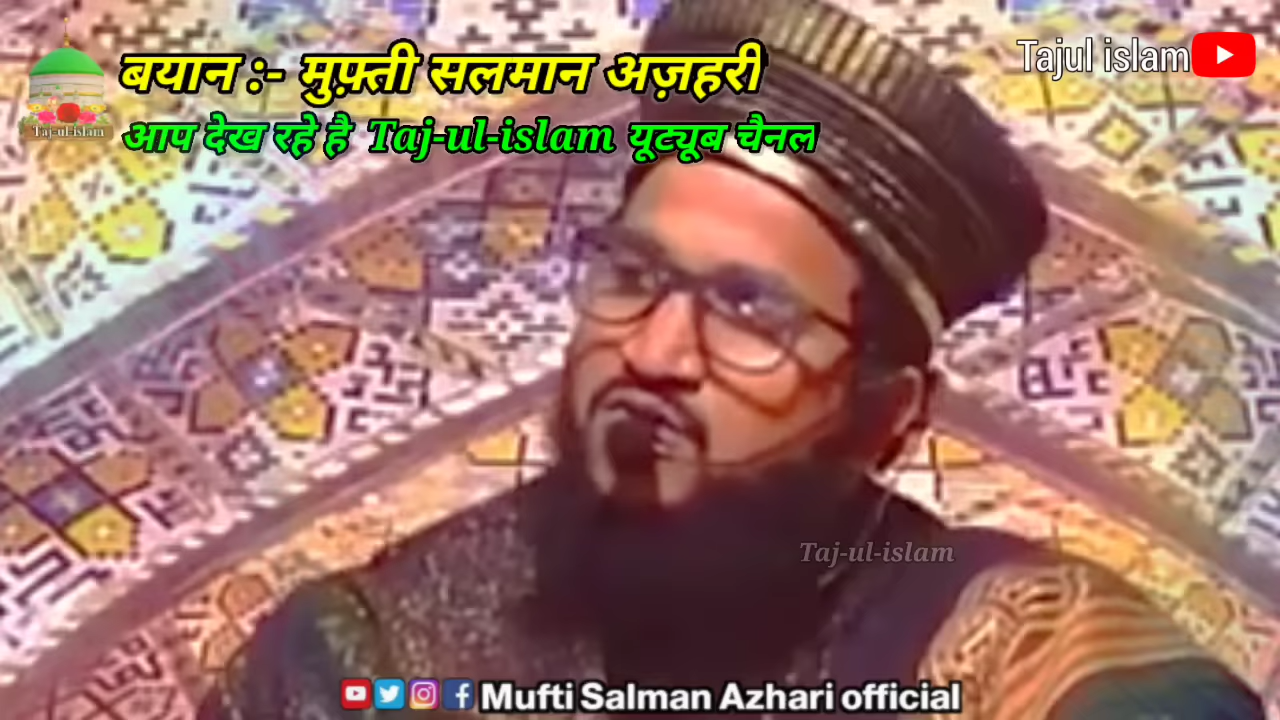 बयान :- मुफ़्ती सलमान अज़हरी
Tajul islam
Taj-ul-islam
आप देख रहे है Taj-ul-islam यूट्यूब चैनल
Taj-ul-islam
Mufti Salman Azhari official